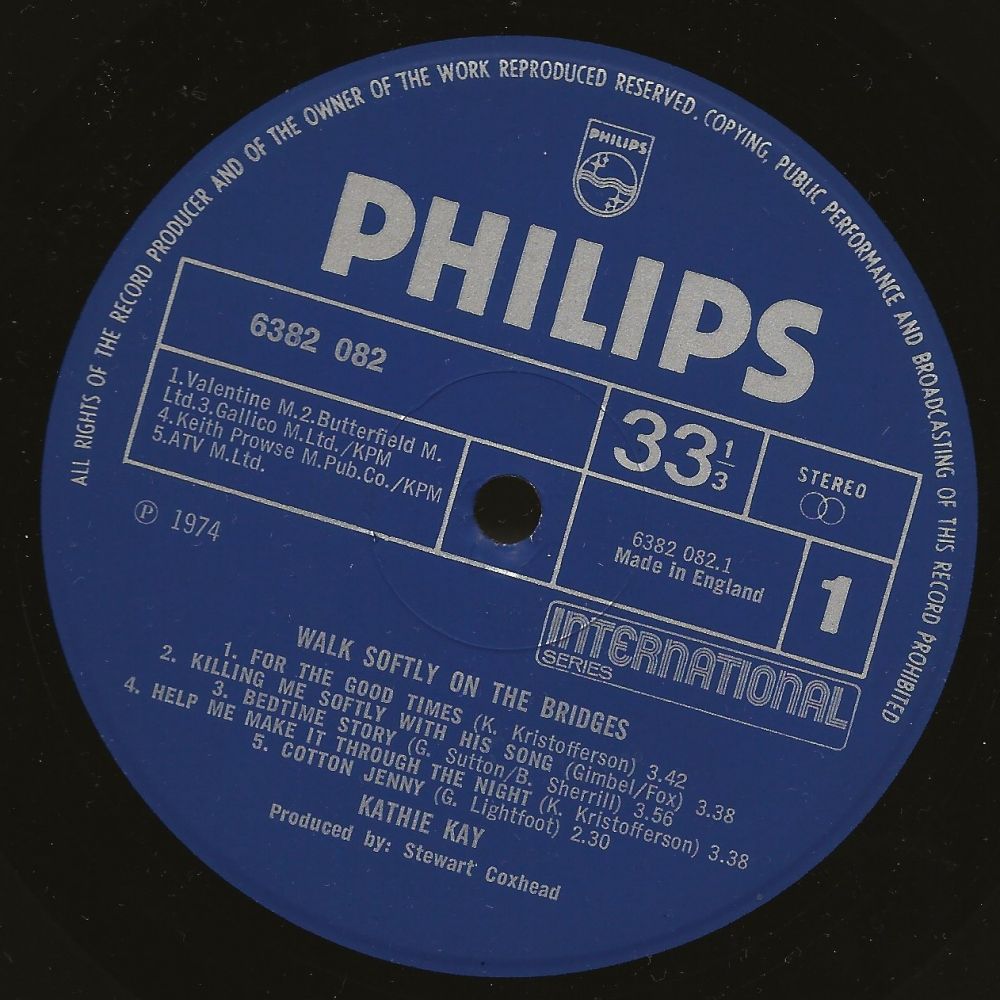 ALL RIGHTS OF THE RECORD PRODUCER AND OF THE OWNER OF THE WORK REPRODUCED RESERVED. COPYING, PUBLIC PERFORMANCE AND BROADCASTING OF THIS RECORD PROHIBITED
PHILIPS
PHILIPS
6382 082
1.Valentine M.2.Butterfield M.
Ltd.3.Gallico M.Ltd./KPM
4.Keith Prowse M.Pub.Co./KPM
5.ATV M.Ltd.
33 1/3
STEREO
℗ 1974
6382 082.1
Made in England
1
INTERNATIONAL
SERIES
WALK SOFTLY ON THE BRIDGES
1. FOR THE GOOD TIMES (K. Kristofferson) 3.42
2. KILLING ME SOFTLY WITH HIS SONG (Gimbel/Fox) 3.38
3. BEDTIME STORY (G. Sutton/B. Sherrill) 3.56
4. HELP ME MAKE IT THROUGH THE NIGHT (K. Kristofferson) 3.38
5. COTTON JENNY (G. Lightfoot) 2.30
KATHIE KAY
Produced by: Stewart Coxhead